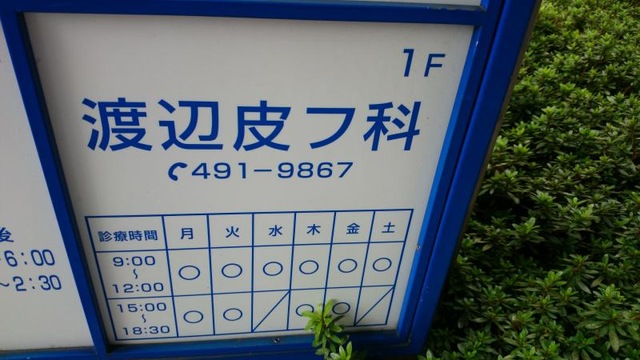 1F
渡辺皮フ科
491-9867
診療時間 月 火 水 木 金 土
9:00〜12:00 ○ ○ ○ ○ ○ ○
15:00〜18:30 ○ ○ ／ ○ ○ ／
後
6:00
〜2:30